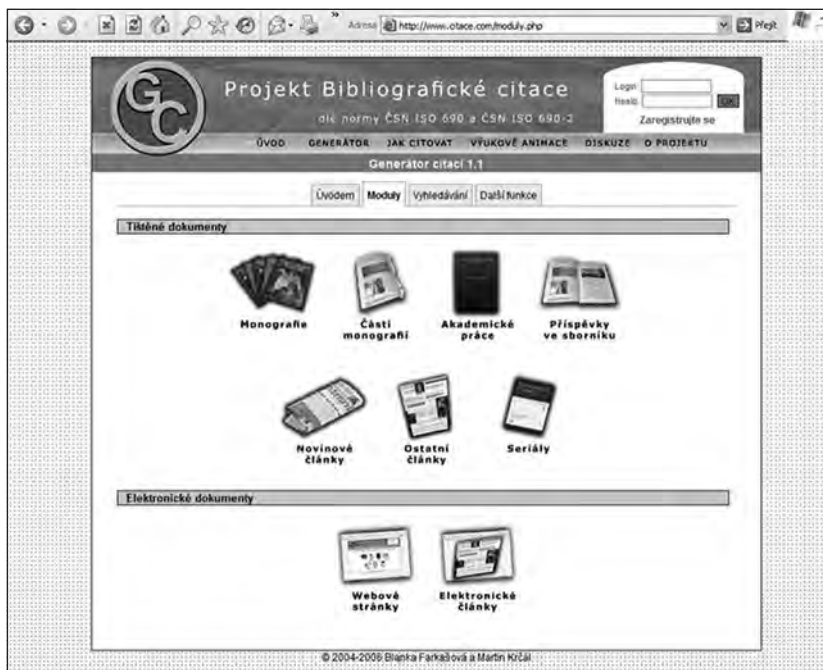 Adresa http://www.citace.com/moduly.php Přejít
GC
Projekt Bibliografické citace
dle normy ČSN ISO 690 a ČSN ISO 690-2
Login
Heslo OK
Zaregistrujte se
ÚVOD GENERÁTOR JAK CITOVAT VÝUKOVÉ ANIMACE DISKUZE O PROJEKTU
Generátor citací 1.1
Úvodem Moduly Vyhledávání Další funkce
Tištěné dokumenty
Monografie Části monografií Akademické práce Příspěvky ve sborníku
Novinové články Ostatní články Seriály
Elektronické dokumenty
Webové stránky Elektronické články
© 2004-2006 Blanka Farkašová a Martin Krčál